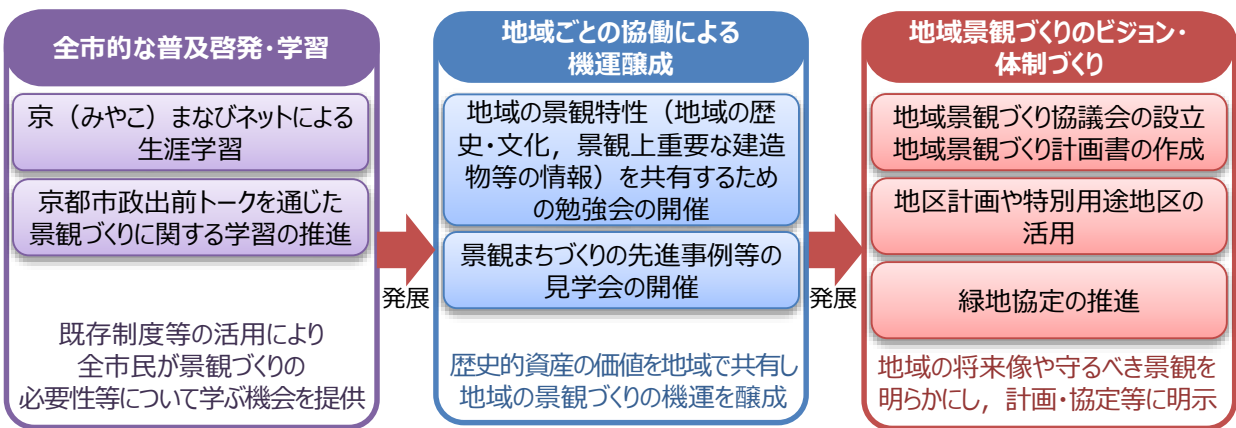 全市的な普及啓発・学習
京（みやこ）まなびネットによる
生涯学習
京都市政出前トークを通じた
景観づくりに関する学習の推進
既存制度等の活用により
全市民が景観づくりの
必要性等について学ぶ機会を提供
発展
地域ごとの協働による
機運醸成
地域の景観特性（地域の歴
史・文化，景観上重要な建造
物等の情報）を共有するため
の勉強会の開催
景観まちづくりの先進事例等の
見学会の開催
歴史的資産の価値を地域で共有し
地域の景観づくりの機運を醸成
発展
地域景観づくりのビジョン・
体制づくり
地域景観づくり協議会の設立
地域景観づくり計画書の作成
地区計画や特別用途地区の
活用
緑地協定の推進
地域の将来像や守るべき景観を
明らかにし，計画・協定等に明示